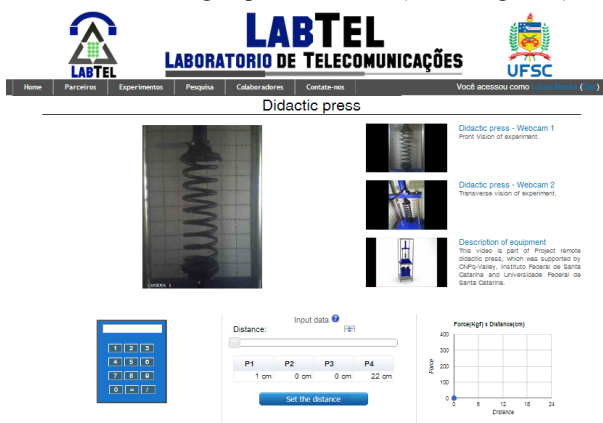 LABTEL
LABORATORIO DE TELECOMUNICAÇÕES
LABTEL
UFSC
Home Parceiros Experimentos Pesquisa Colaboradores Contate-nos Você acessou como
Didactic press
Didactic press - Webcam 1
Front Vision of experiment.
Didactic press - Webcam 2
Transverse vision of experiment.
Description of equipment
This video is part of Project remote
didactic press, which was supported by
CNPq-Valley, Instituto Federal de Santa
Catarina and Universidade Federal de
Santa Catarina.
CAMERA 1
Input data ?
Distance:
P1 P2 P3 P4
1 cm 0 cm 0 cm 22 cm
Set the distance
1 2 3
4 5 6
7 8 9
0 = /
Force(Kgf) x Distance(cm)
400
300
200
100
0
Force
0 6 12 18 24
Distance